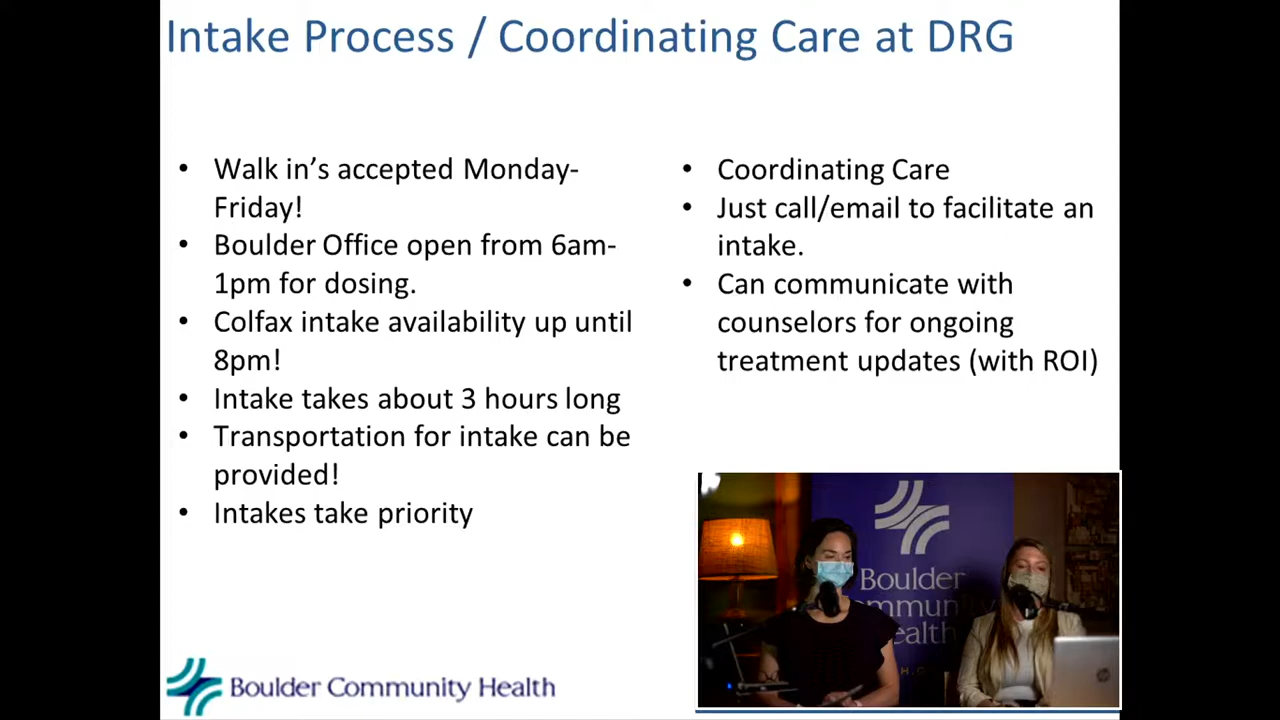 Intake Process / Coordinating Care at DRG
• Walk in’s accepted Monday-
Friday!
• Boulder Office open from 6am-
1pm for dosing.
• Colfax intake availability up until
8pm!
• Intake takes about 3 hours long
• Transportation for intake can be
provided!
• Intakes take priority
• Coordinating Care
• Just call/email to facilitate an
intake.
• Can communicate with
counselors for ongoing
treatment updates (with ROI)
Boulder
mmun
ealth
Boulder Community Health